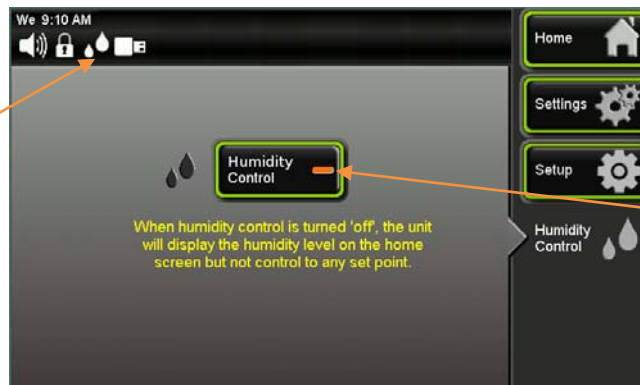 We 9:10 AM
Home
Settings
Setup
Humidity
Control
Humidity
Control
When humidity control is turned 'off', the unit
will display the humidity level on the home
screen but not control to any set point.